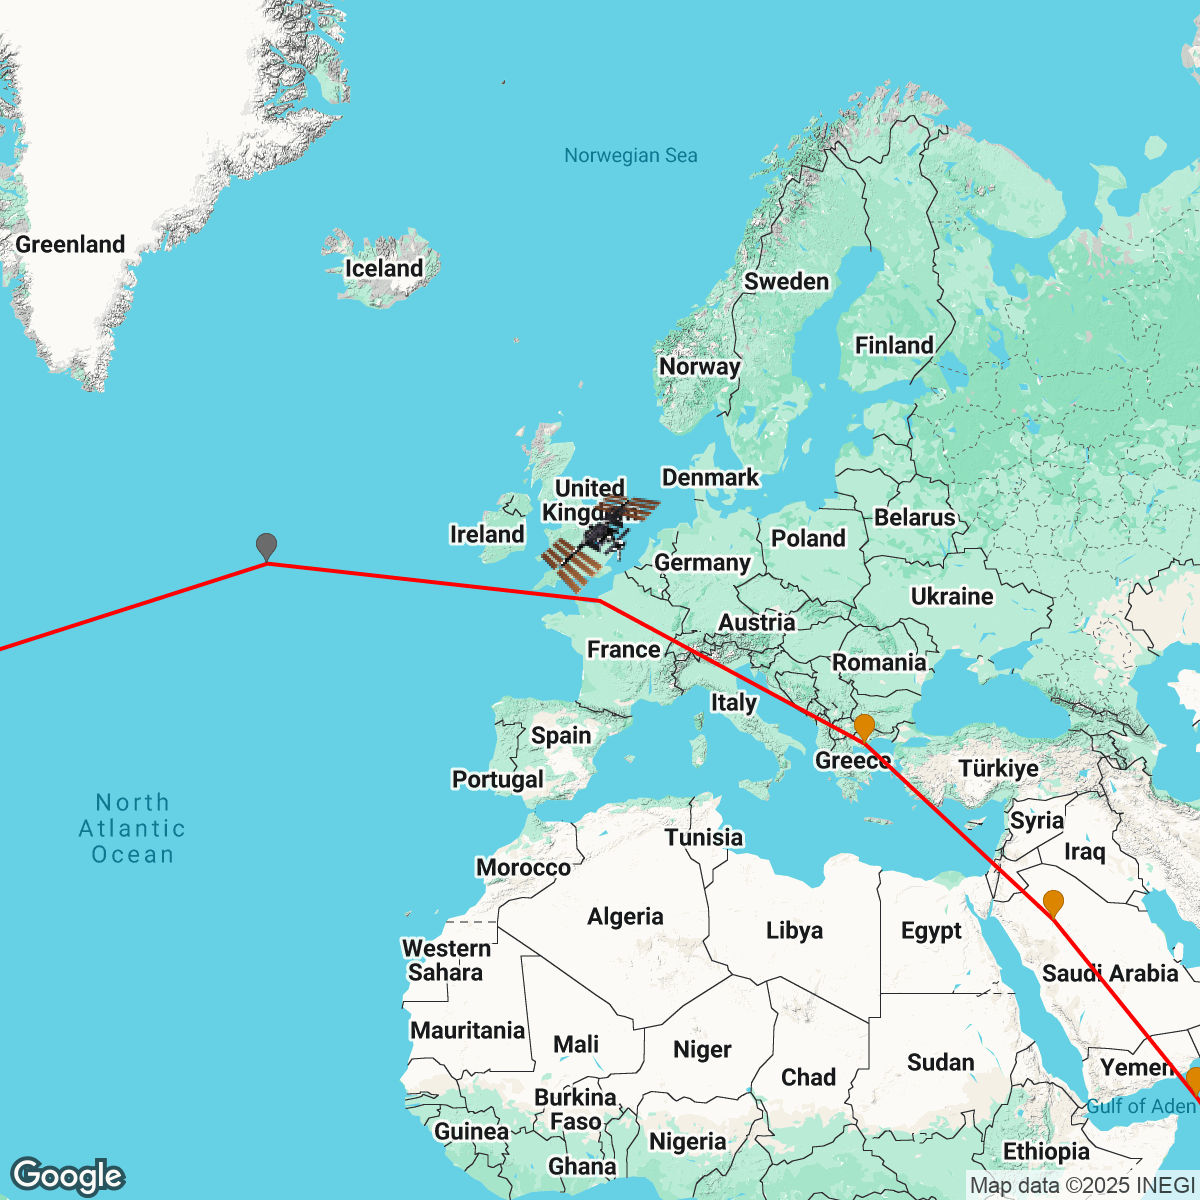 Norwegian Sea
Greenland
Iceland
Sweden
Finland
Norway
Denmark
United
Ireland
Belarus
Poland
Germany
Ukraine
Austria
France
Romania
Italy
Spain
Greece
Türkiye
Portugal
North
Atlantic
Ocean
Syria
Tunisia
Iraq
Morocco
Algeria
Libya
Egypt
Western
Sahara
Saudi Arabia
Mauritania
Mali
Niger
Sudan
Yemen
Chad
Burkina
Faso
Gulf of Aden
Guinea
Nigeria
Ethiopia
Ghana
Google
Map data ©2025 INEGI